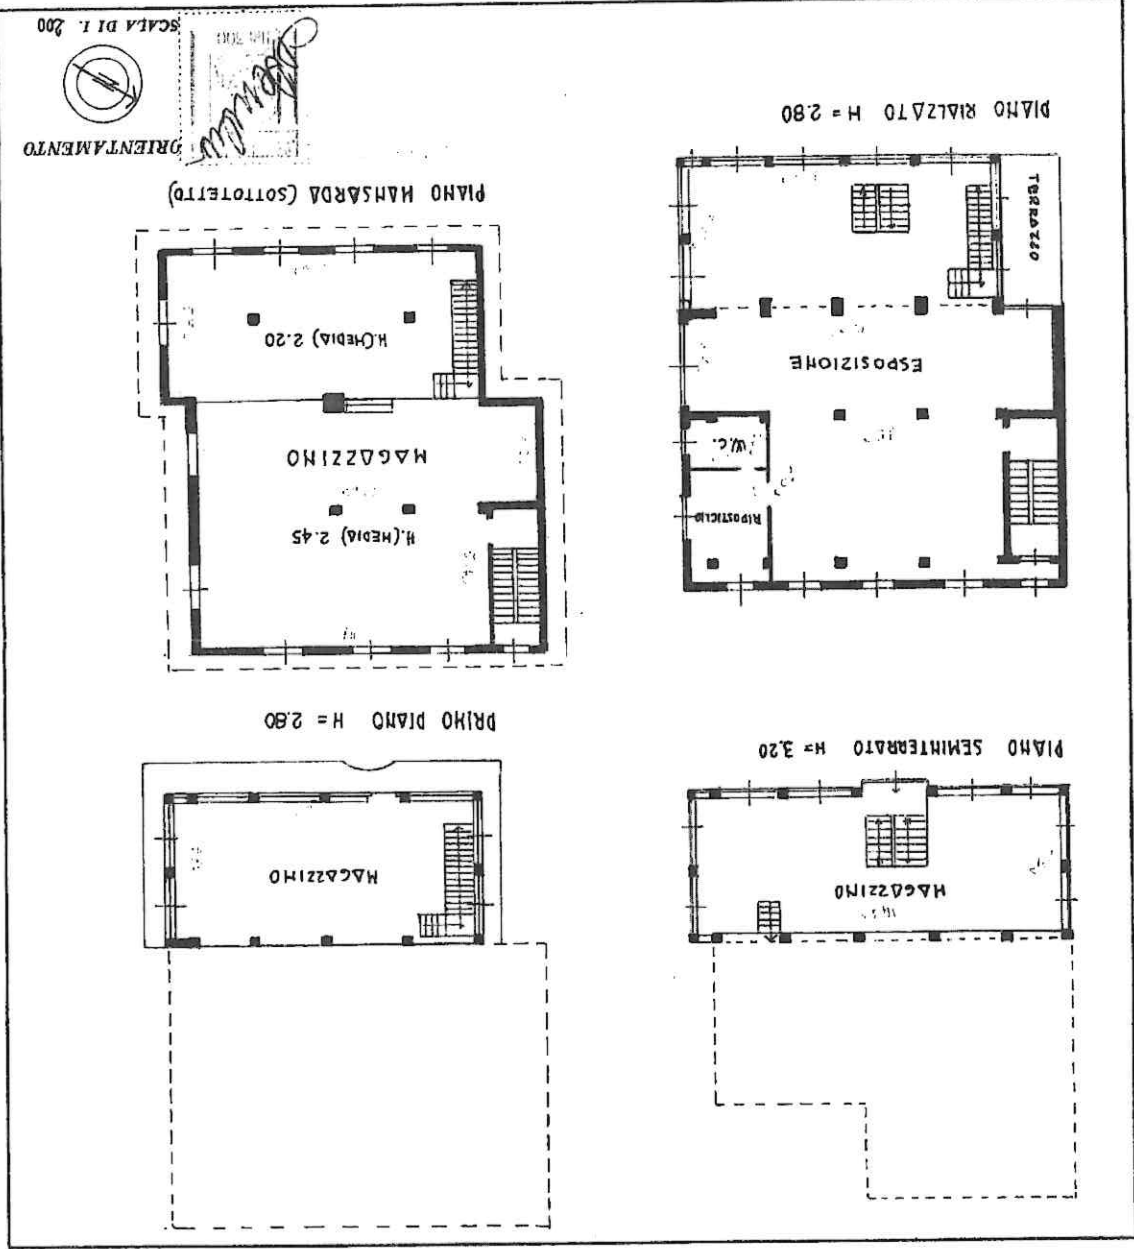 PIANO SEMINTERRATO H= 3.20
MAGAZZINO
PRIMO PIANO H = 2.80
MAGAZZINO
PIANO RIALZATO H = 2.80
RIPOSTIGLIO
W.C.
ESPOSIZIONE
TERRAZZO
PIANO MANSARDA (SOTTOTETTO)
H.(MEDIA) 2.45
MAGAZZINO
H.(MEDIA) 2.20
ORIENTAMENTO
N
SCALA DI 1. 200